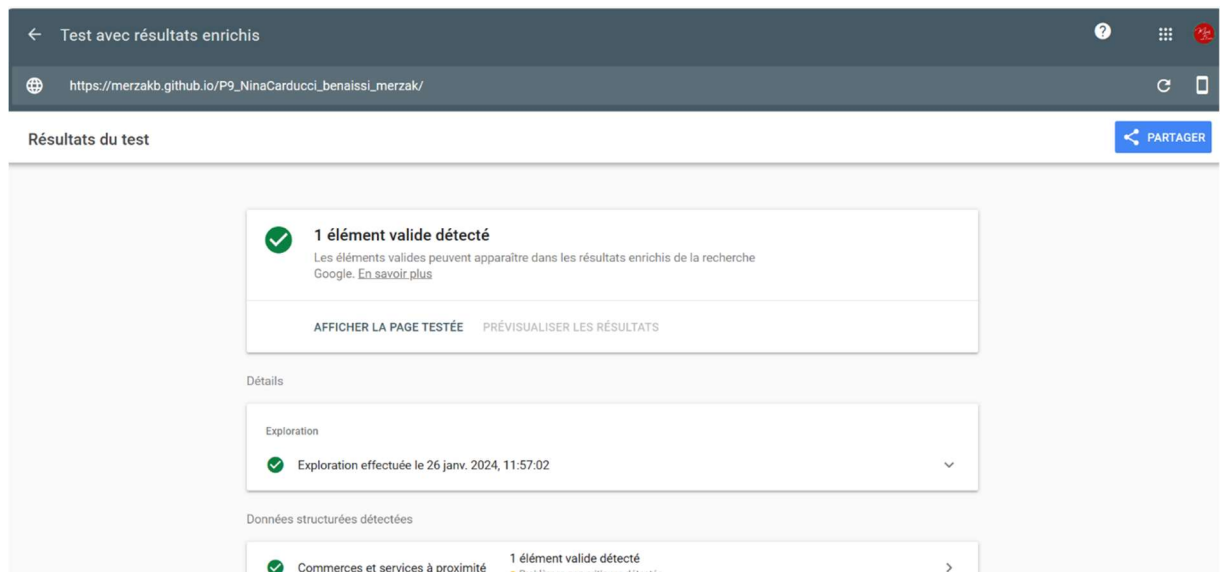 Test avec résultats enrichis
https://merzakb.github.io/P9_NinaCarducci_benaissi_merzak/
Résultats du test
PARTAGER
1 élément valide détecté
Les éléments valides peuvent apparaître dans les résultats enrichis de la recherche
Google. En savoir plus
AFFICHER LA PAGE TESTÉE PRÉVISUALISER LES RÉSULTATS
Détails
Exploration
Exploration effectuée le 26 janv. 2024, 11:57:02
Données structurées détectées
Commerces et services à proximité
1 élément valide détecté